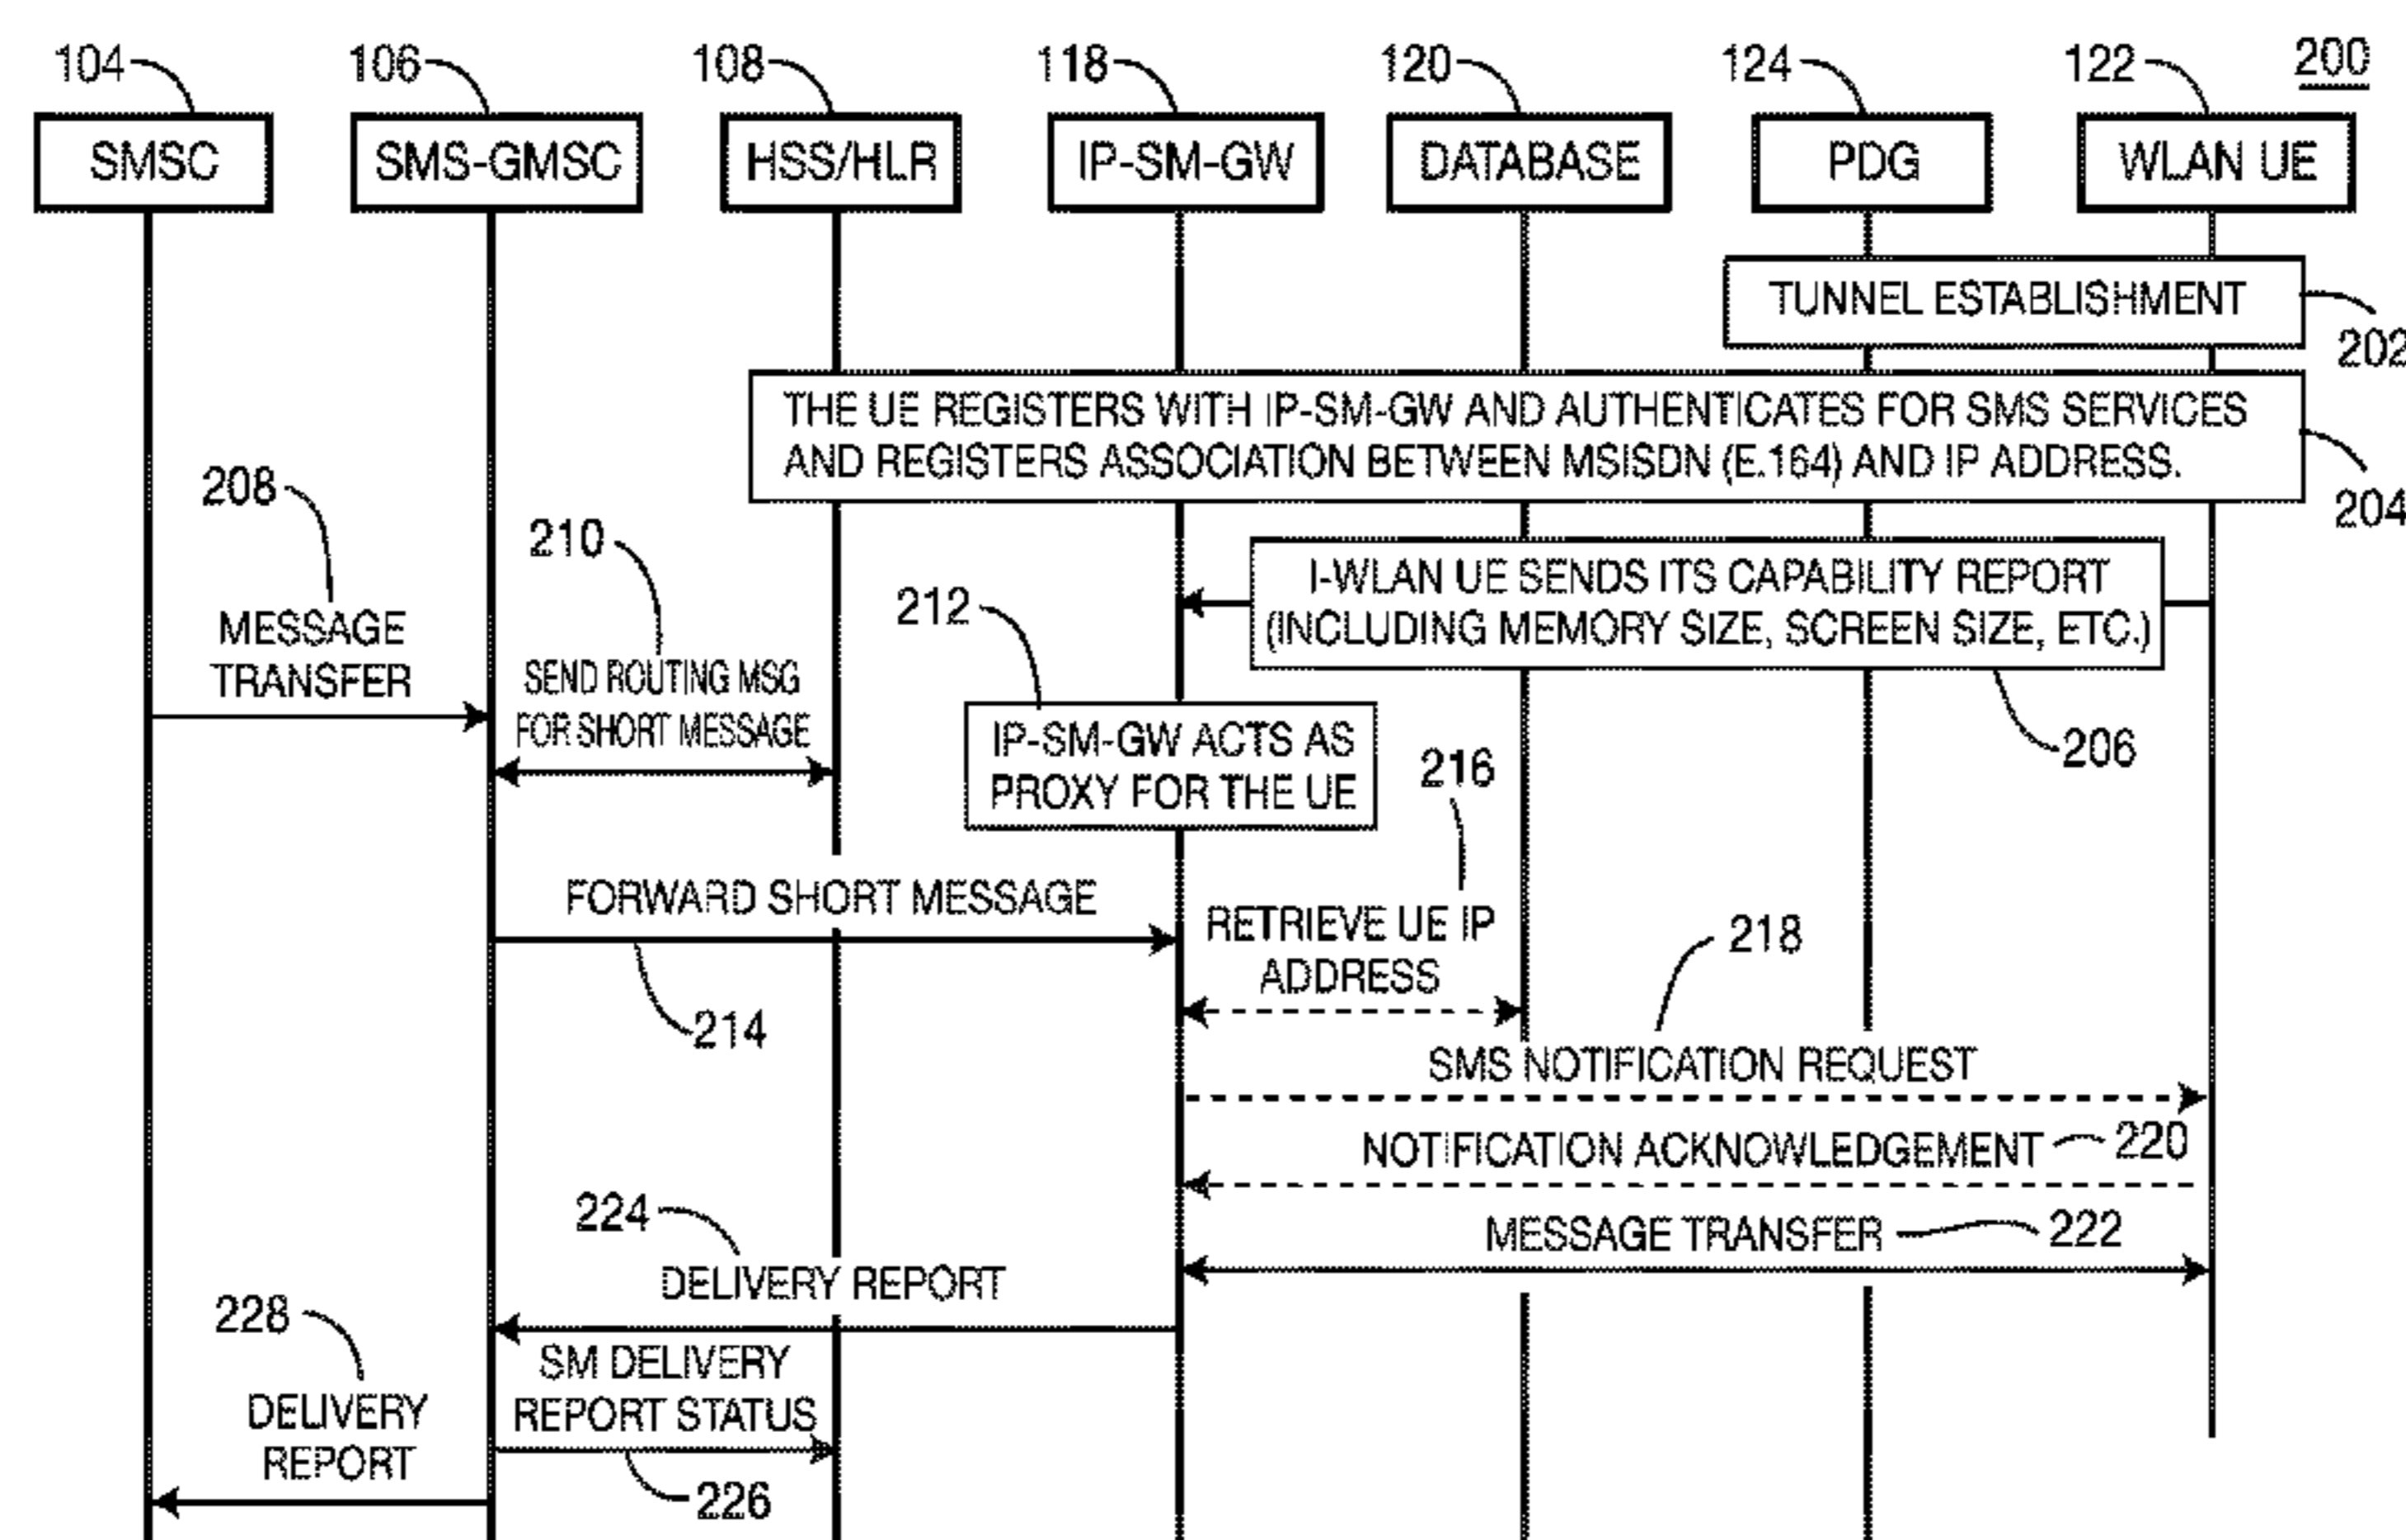 104
106
108
118
120
124
122
200
SMSC
SMS-GMSC
HSS/HLR
IP-SM-GW
DATABASE
PDG
WLAN UE
TUNNEL ESTABLISHMENT
202
THE UE REGISTERS WITH IP-SM-GW AND AUTHENTICATES FOR SMS SERVICES
AND REGISTERS ASSOCIATION BETWEEN MSISDN (E.164) AND IP ADDRESS.
204
208
MESSAGE
TRANSFER
210
SEND ROUTING MSG
FOR SHORT MESSAGE
I-WLAN UE SENDS ITS CAPABILITY REPORT
(INCLUDING MEMORY SIZE, SCREEN SIZE, ETC.)
206
212
IP-SM-GW ACTS AS
PROXY FOR THE UE
FORWARD SHORT MESSAGE
214
216
RETRIEVE UE IP
ADDRESS
218
SMS NOTIFICATION REQUEST
NOTIFICATION ACKNOWLEDGEMENT
220
MESSAGE TRANSFER
222
224
DELIVERY REPORT
SM DELIVERY
REPORT STATUS
226
228
DELIVERY
REPORT